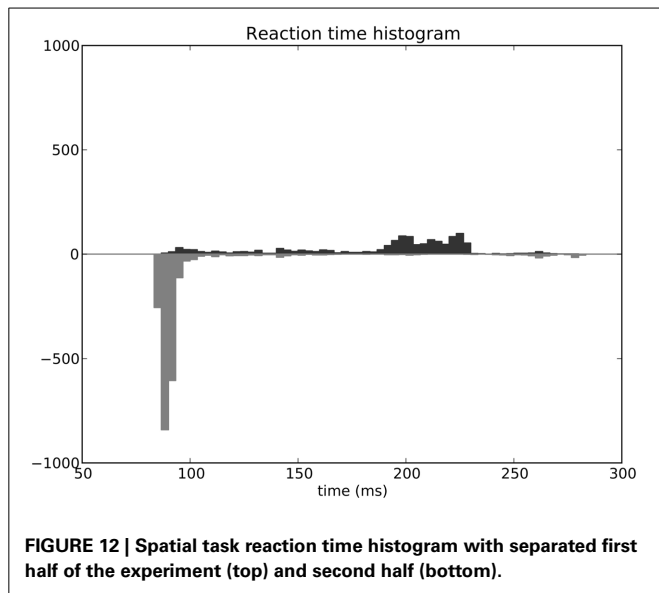 Reaction time histogram
1000
500
0
−500
−1000
50
100
150
200
250
300
time (ms)
FIGURE 12 | Spatial task reaction time histogram with separated first
half of the experiment (top) and second half (bottom).